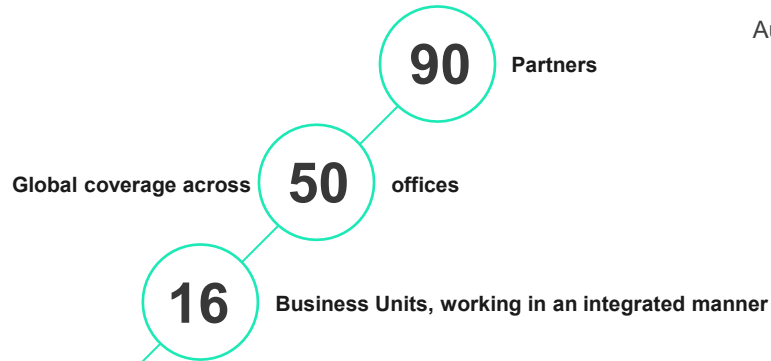 90 Partners
Global coverage across 50 offices
16 Business Units, working in an integrated manner